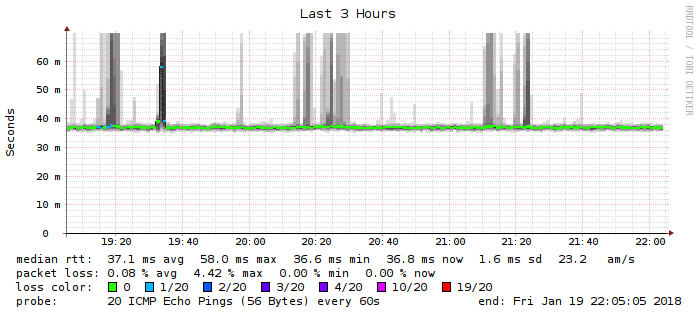 Last 3 Hours
RRDTOOL / TOBI OETIKER
Seconds
60 m
50 m
40 m
30 m
20 m
10 m
0
19:20 19:40 20:00 20:20 20:40 21:00 21:20 21:40 22:00
median rtt: 37.1 ms avg 58.0 ms max 36.6 ms min 36.8 ms now 1.6 ms sd 23.2 am/s
packet loss: 0.08 % avg 4.42 % max 0.00 % min 0.00 % now
loss color: 0 1/20 2/20 3/20 4/20 10/20 19/20
probe: 20 ICMP Echo Pings (56 Bytes) every 60s end: Fri Jan 19 22:05:05 2018